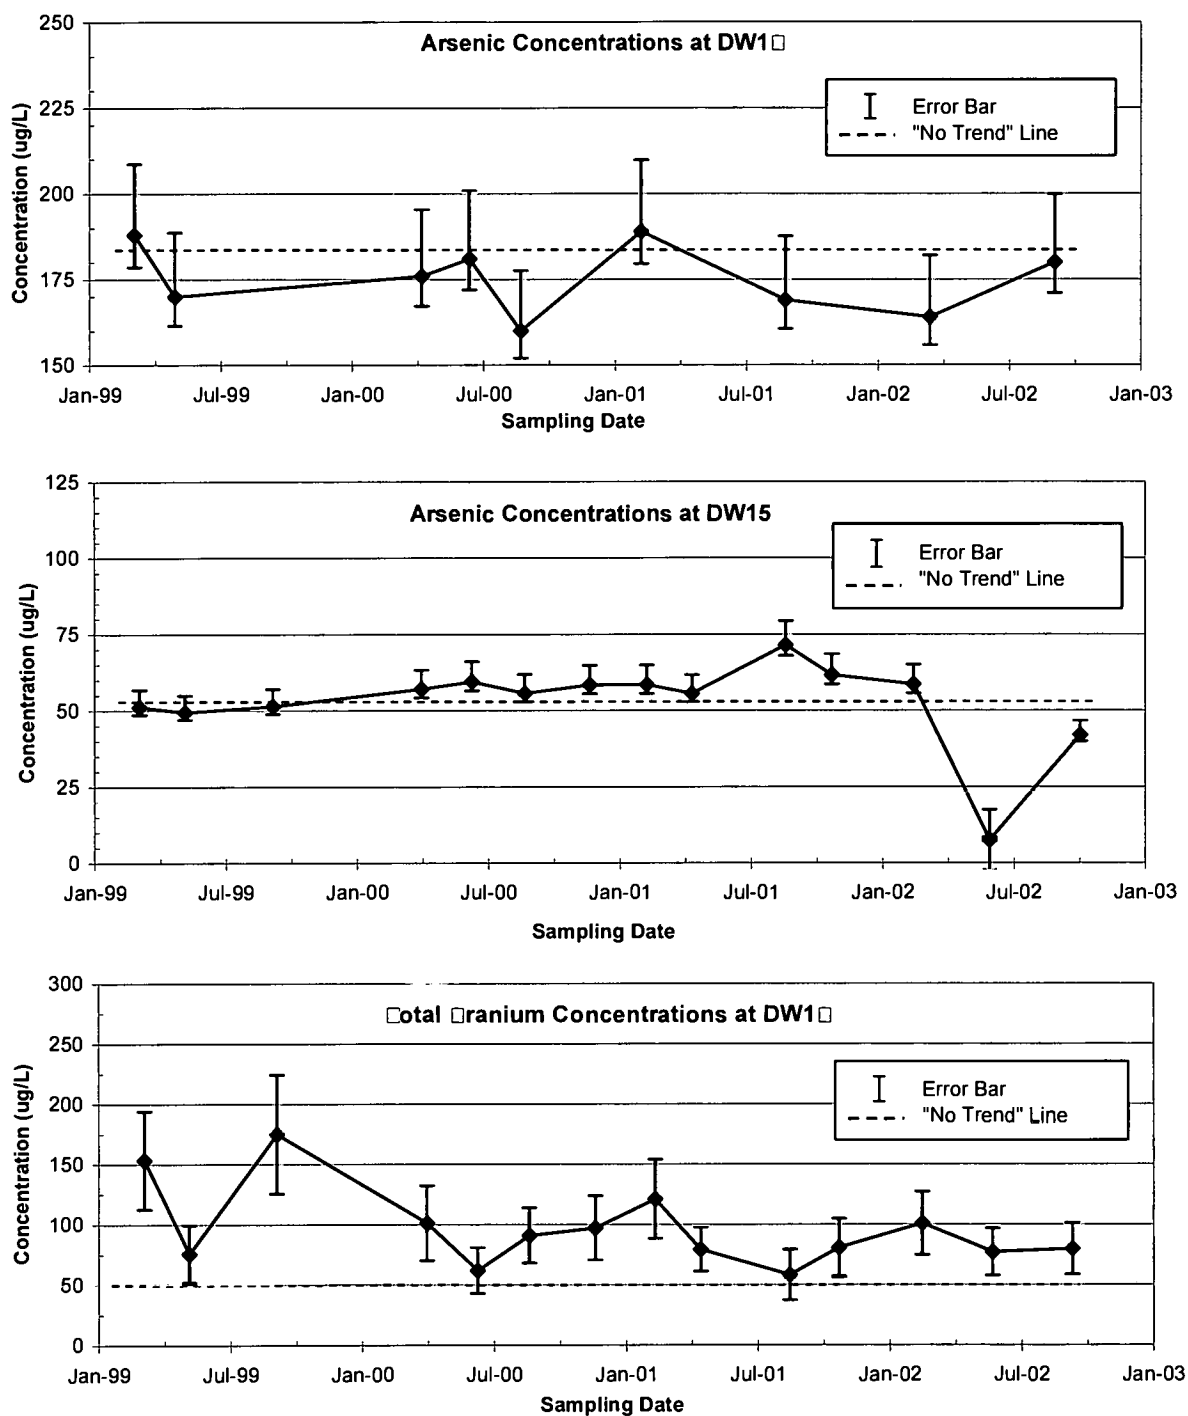 Arsenic Concentrations at DW1□
250
225
200
175
150
Concentration (ug/L)
Error Bar
"No Trend" Line
Jan-99 Jul-99 Jan-00 Jul-00 Jan-01 Jul-01 Jan-02 Jul-02 Jan-03
Sampling Date
Arsenic Concentrations at DW15
125
100
75
50
25
0
Concentration (ug/L)
Error Bar
"No Trend" Line
Jan-99 Jul-99 Jan-00 Jul-00 Jan-01 Jul-01 Jan-02 Jul-02 Jan-03
Sampling Date
□otal □ranium Concentrations at DW1□
300
250
200
150
100
50
0
Concentration (ug/L)
Error Bar
"No Trend" Line
Jan-99 Jul-99 Jan-00 Jul-00 Jan-01 Jul-01 Jan-02 Jul-02 Jan-03
Sampling Date